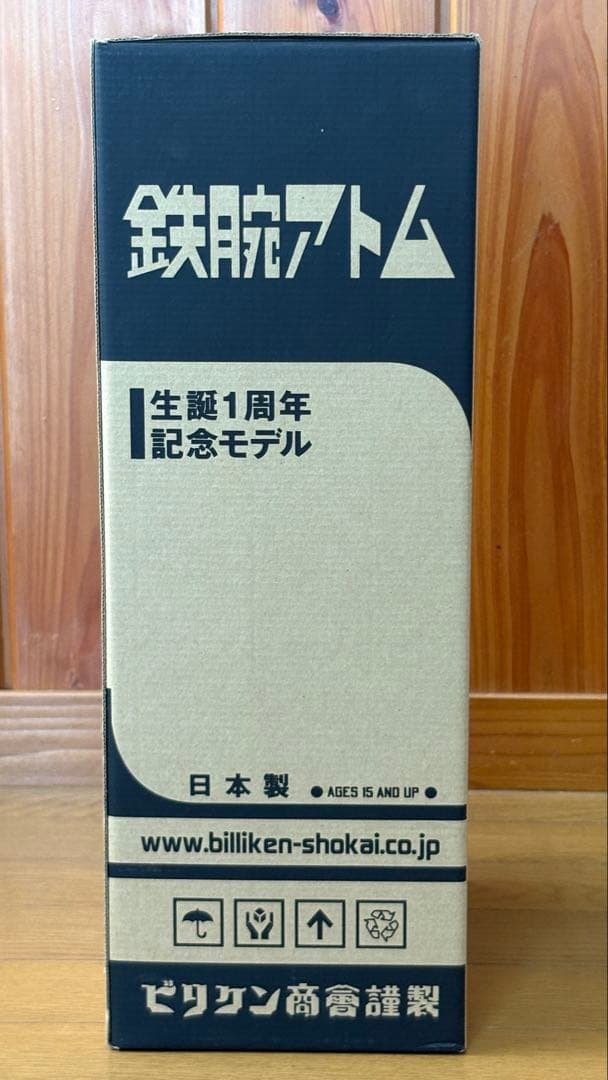 鉄腕アトム
生誕1周年
記念モデル
日本製 ● AGES 15 AND UP ●
www.billiken-shokai.co.jp
ビリケン商會謹製